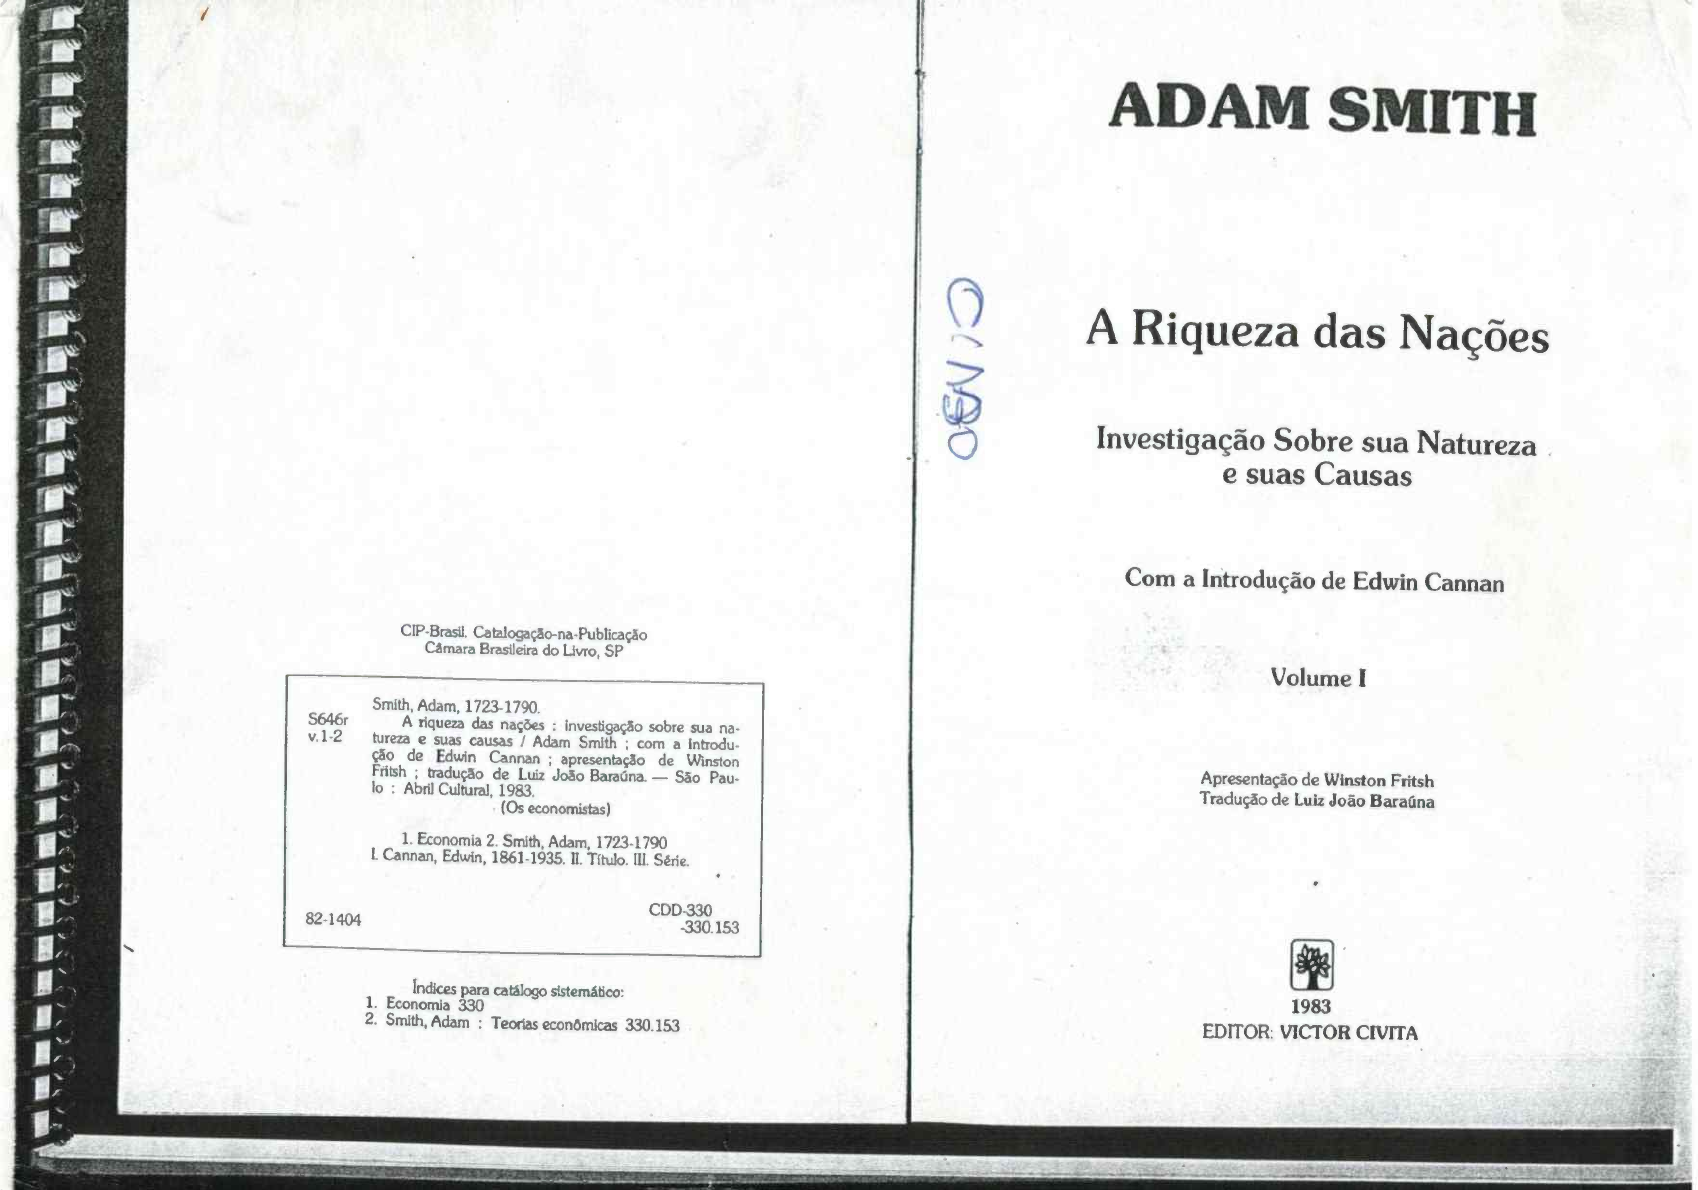 CIP-Brasil. Catalogação-na-Publicação
Câmara Brasileira do Livro, SP
Smith, Adam, 1723-1790.
S646r
v.1-2
A riqueza das nações : investigação sobre sua na-
tureza e suas causas / Adam Smith ; com a introdu-
ção de Edwin Cannan ; apresentação de Winston
Fritsh ; tradução de Luiz João Baraúna. — São Pau-
lo : Abril Cultural, 1983.
(Os economistas)
1. Economia 2. Smith, Adam, 1723-1790
I. Cannan, Edwin, 1861-1935. II. Título. III. Série.
82-1404
CDD-330
-330.153
Índices para catálogo sistemático:
1. Economia 330
2. Smith, Adam : Teorias econômicas 330.153
ADAM SMITH
A Riqueza das Nações
Investigação Sobre sua Natureza
e suas Causas
Com a Introdução de Edwin Cannan
Volume I
Apresentação de Winston Fritsh
Tradução de Luiz João Baraúna
1983
EDITOR: VICTOR CIVITA